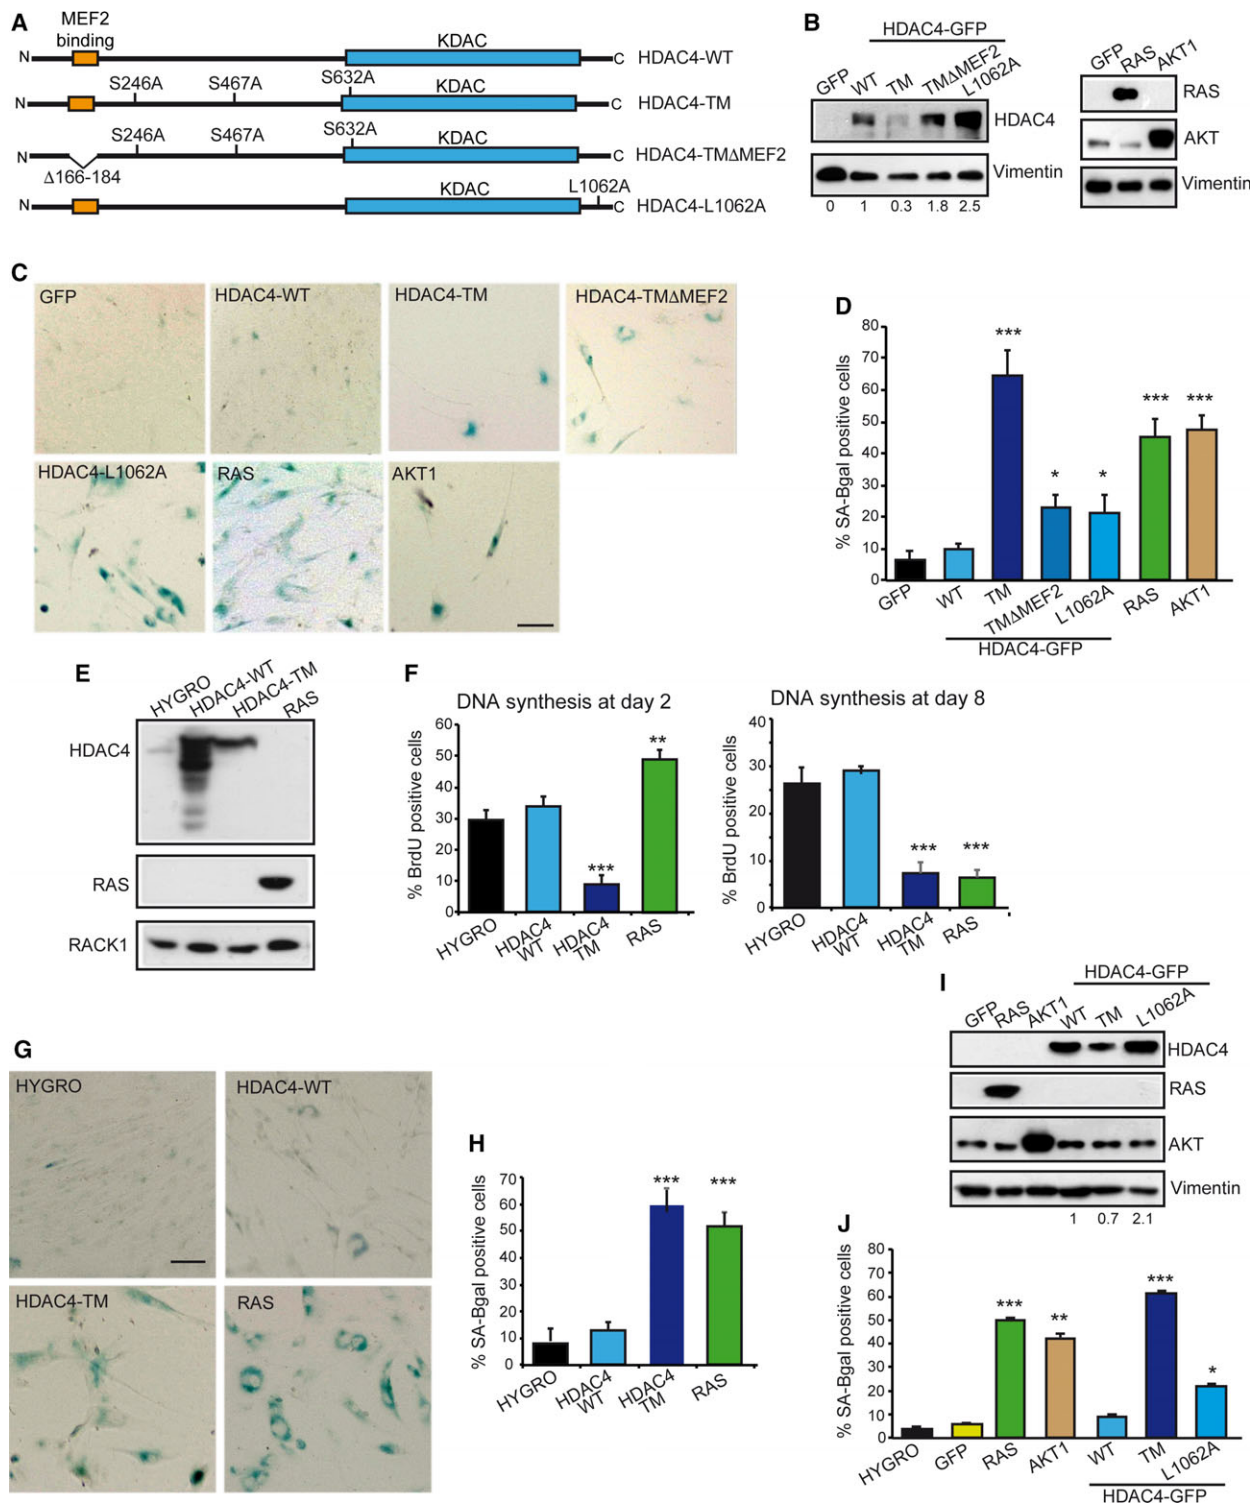 A
MEF2
binding
N
KDAC
C
HDAC4-WT
S246A
S467A
S632A
N
KDAC
C
HDAC4-TM
S246A
S467A
S632A
N
KDAC
C
HDAC4-TMΔMEF2
Δ166-184
L1062A
N
KDAC
C
HDAC4-L1062A
B
HDAC4-GFP
GFP
WT
TM
TMΔMEF2
L1062A
HDAC4
Vimentin
0 1 0.3 1.8 2.5
GFP
RAS
AKT1
RAS
AKT
Vimentin
C
GFP
HDAC4-WT
HDAC4-TM
HDAC4-TMΔMEF2
HDAC4-L1062A
RAS
AKT1
D
% SA-Bgal positive cells
80
70
60
50
40
30
20
10
0
***
*
*
***
***
GFP
WT
TM
TMΔMEF2
L1062A
RAS
AKT1
HDAC4-GFP
E
HYGRO
HDAC4-WT
HDAC4-TM
RAS
HDAC4
RAS
RACK1
F
DNA synthesis at day 2
% BrdU positive cells
60
50
40
30
20
10
0
***
**
HYGRO
HDAC4
WT
HDAC4
TM
RAS
DNA synthesis at day 8
% BrdU positive cells
40
30
20
10
0
***
***
HYGRO
HDAC4
WT
HDAC4
TM
RAS
G
HYGRO
HDAC4-WT
HDAC4-TM
RAS
H
% SA-Bgal positive cells
70
60
50
40
30
20
10
0
***
***
HYGRO
HDAC4
WT
HDAC4
TM
RAS
I
HDAC4-GFP
GFP
RAS
AKT1
WT
TM
L1062A
HDAC4
RAS
AKT
Vimentin
1 0.7 2.1
J
% SA-Bgal positive cells
80
70
60
50
40
30
20
10
0
***
**
***
*
HYGRO
GFP
RAS
AKT1
WT
TM
L1062A
HDAC4-GFP